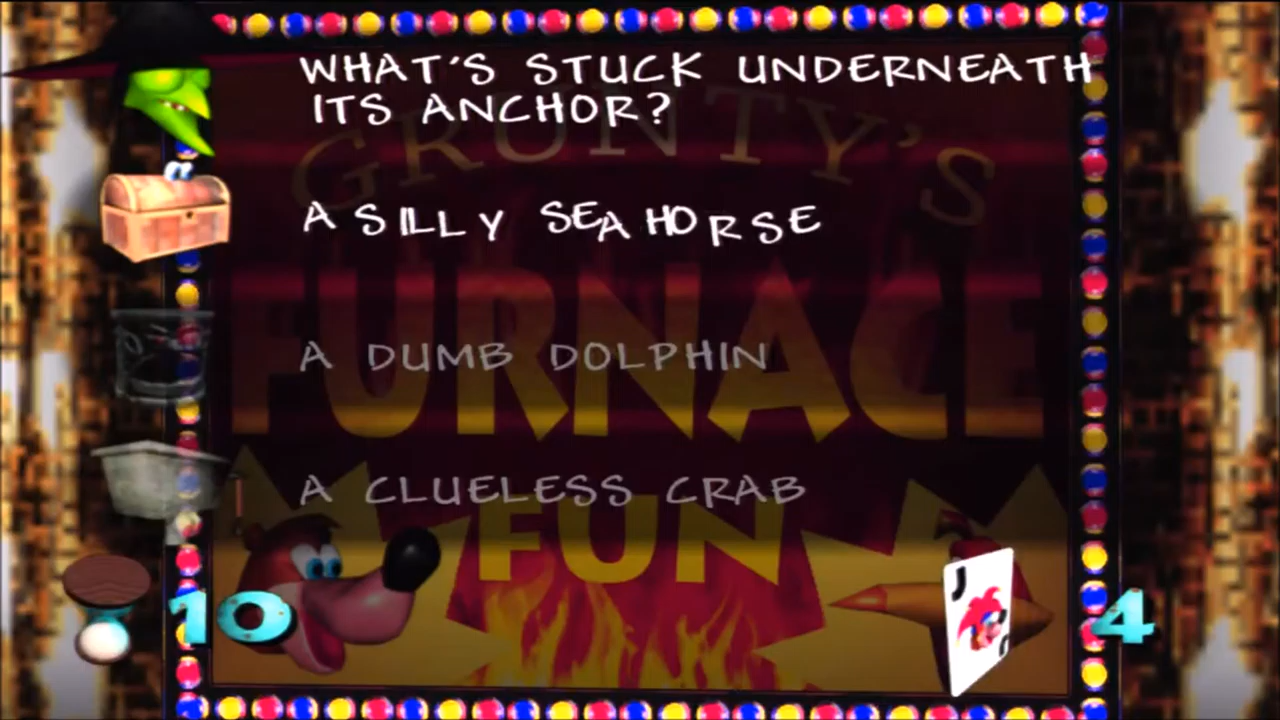 WHAT'S STUCK UNDERNEATH
ITS ANCHOR?
GRUNTY'S
A SILLY SEAHORSE
FURNACE
A DUMB DOLPHIN
A CLUELESS CRAB
FUN
J
10
4